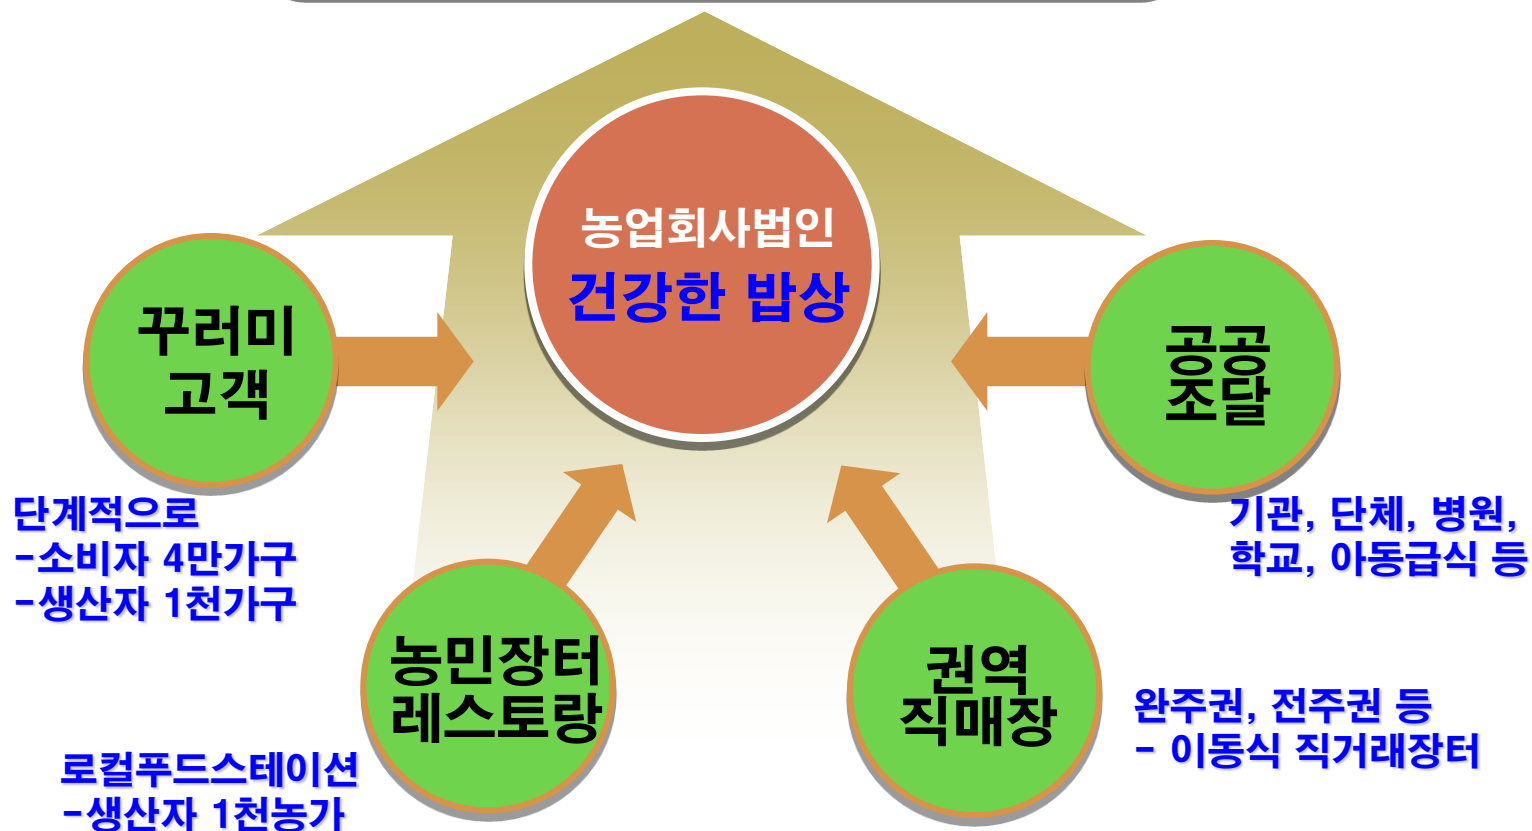 농업회사법인
건강한 밥상
꾸러미
고객
단계적으로
-소비자 4만가구
-생산자 1천가구
공공
조달
기관, 단체, 병원,
학교, 아동급식 등
농민장터
레스토랑
로컬푸드스테이션
-생산자 1천농가
권역
직매장
완주권, 전주권 등
- 이동식 직거래장터